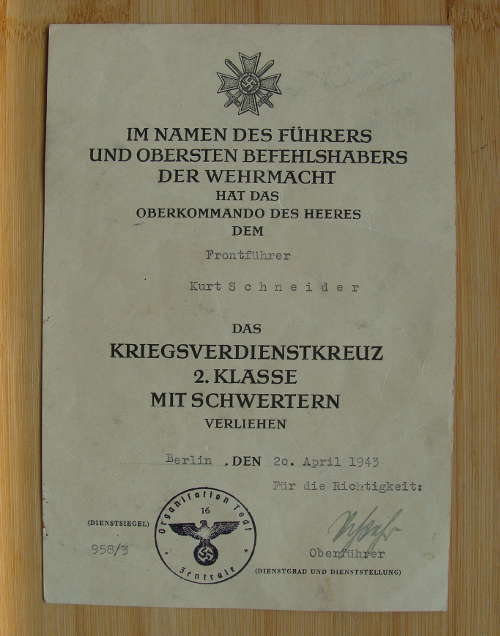 IM NAMEN DES FÜHRERS
UND OBERSTEN BEFEHLSHABERS
DER WEHRMACHT
HAT DAS
OBERKOMMANDO DES HEERES
DEM
Frontführer
Kurt S c h n e i d e r
DAS
KRIEGSVERDIENSTKREUZ
2. KLASSE
MIT SCHWERTERN
VERLIEHEN
Berlin , DEN 20. April 1943
Für die Richtigkeit:
Organisation Todt
16
Zentrale
(DIENSTSIEGEL)
958/3
Oberführer
(DIENSTGRAD UND DIENSTSTELLUNG)